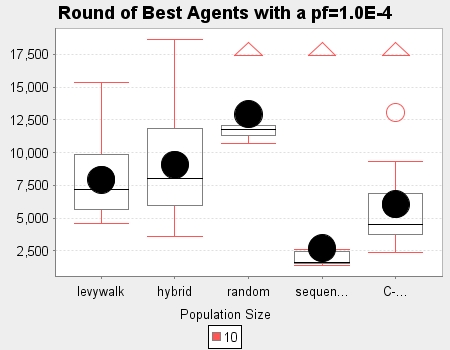 Round of Best Agents with a pf=1.0E-4
17,500
15,000
12,500
10,000
7,500
5,000
2,500
levywalk hybrid random sequen... C-...
Population Size
10